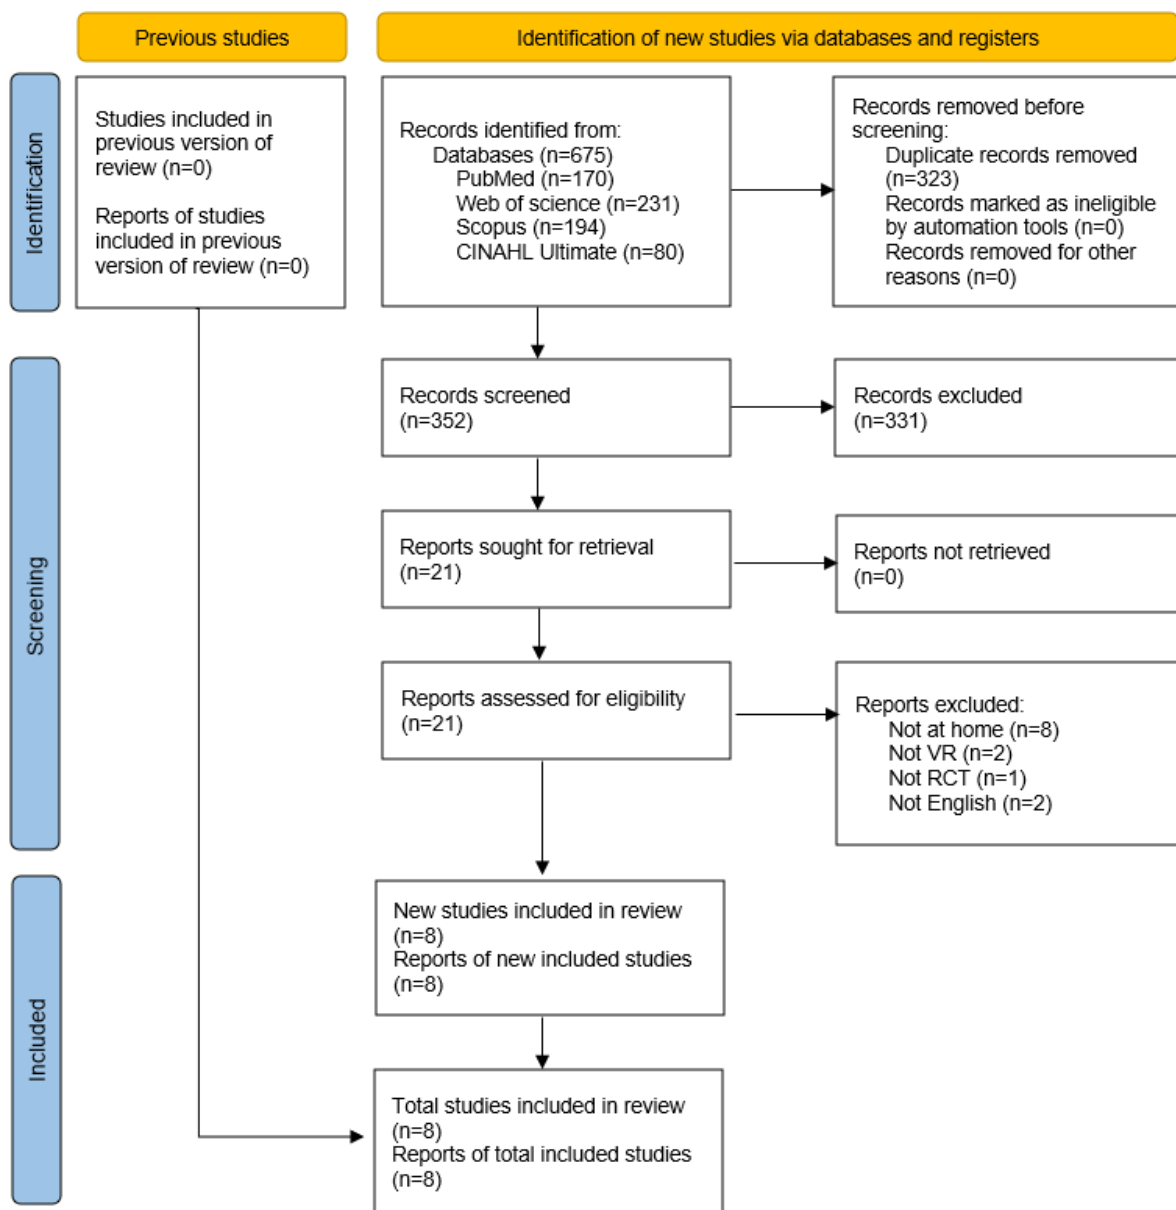 Previous studies
Identification of new studies via databases and registers
Identification
Studies included in
previous version of
review (n=0)
Reports of studies
included in previous
version of review (n=0)
Records identified from:
Databases (n=675)
PubMed (n=170)
Web of science (n=231)
Scopus (n=194)
CINAHL Ultimate (n=80)
Records removed before
screening:
Duplicate records removed
(n=323)
Records marked as ineligible
by automation tools (n=0)
Records removed for other
reasons (n=0)
Screening
Records screened
(n=352)
Records excluded
(n=331)
Reports sought for retrieval
(n=21)
Reports not retrieved
(n=0)
Reports assessed for eligibility
(n=21)
Reports excluded:
Not at home (n=8)
Not VR (n=2)
Not RCT (n=1)
Not English (n=2)
Included
New studies included in review
(n=8)
Reports of new included studies
(n=8)
Total studies included in review
(n=8)
Reports of total included studies
(n=8)